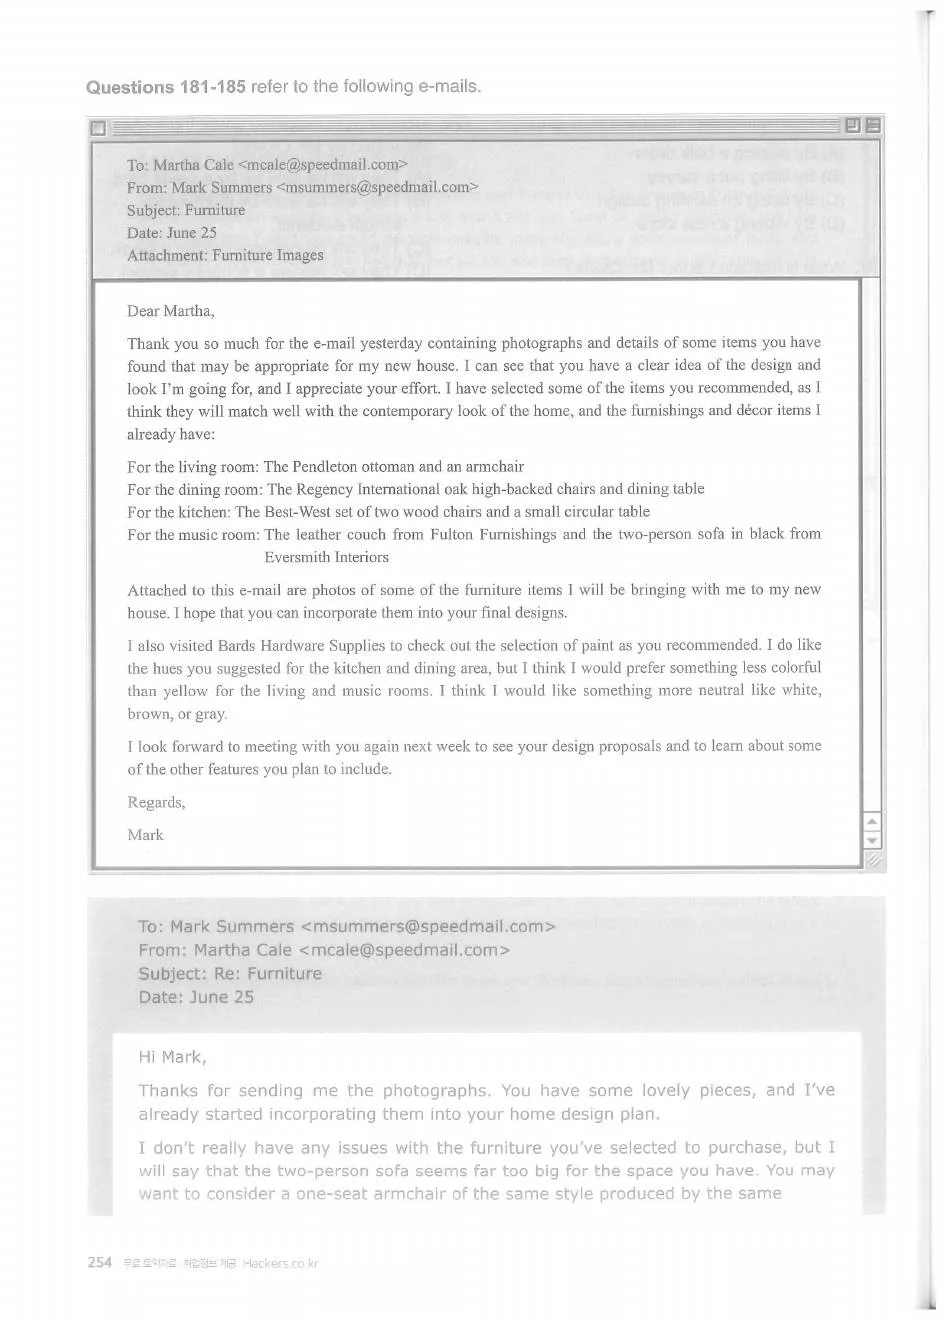 Questions 181-185 refer to the following e-mails.
To: Martha Cale <mcale@speedmail.com>
From: Mark Summers <msummers@speedmail.com>
Subject: Furniture
Date: June 25
Attachment: Furniture Images
Dear Martha,
Thank you so much for the e-mail yesterday containing photographs and details of some items you have
found that may be appropriate for my new house. I can see that you have a clear idea of the design and
look I'm going for, and I appreciate your effort. I have selected some of the items you recommended, as I
think they will match well with the contemporary look of the home, and the furnishings and décor items I
already have:
For the living room: The Pendleton ottoman and an armchair
For the dining room: The Regency International oak high-backed chairs and dining table
For the kitchen: The Best-West set of two wood chairs and a small circular table
For the music room: The leather couch from Fulton Furnishings and the two-person sofa in black from
Eversmith Interiors
Attached to this e-mail are photos of some of the furniture items I will be bringing with me to my new
house. I hope that you can incorporate them into your final designs.
I also visited Bards Hardware Supplies to check out the selection of paint as you recommended. I do like
the hues you suggested for the kitchen and dining area, but I think I would prefer something less colorful
than yellow for the living and music rooms. I think I would like something more neutral like white,
brown, or gray.
I look forward to meeting with you again next week to see your design proposals and to learn about some
of the other features you plan to include.
Regards,
Mark
To: Mark Summers <msummers@speedmail.com>
From: Martha Cale <mcale@speedmail.com>
Subject: Re: Furniture
Date: June 25
Hi Mark,
Thanks for sending me the photographs. You have some lovely pieces, and I've
already started incorporating them into your home design plan.
I don't really have any issues with the furniture you've selected to purchase, but I
will say that the two-person sofa seems far too big for the space you have. You may
want to consider a one-seat armchair of the same style produced by the same
254 무료 토익자료·취업정보 제공 Hackers.co.kr